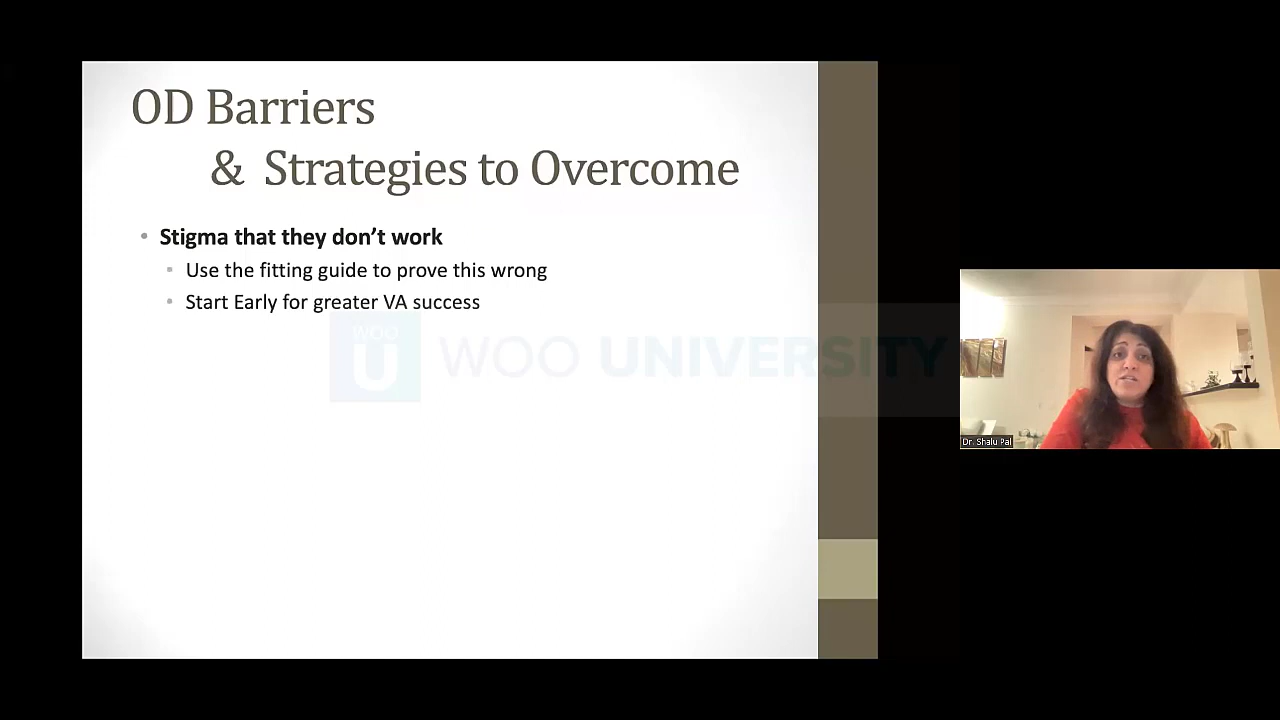 OD Barriers
& Strategies to Overcome
• Stigma that they don't work
▪ Use the fitting guide to prove this wrong
▪ Start Early for greater VA success
WOO
U
WOO UNIVERSITY
Dr. Shalu Pal